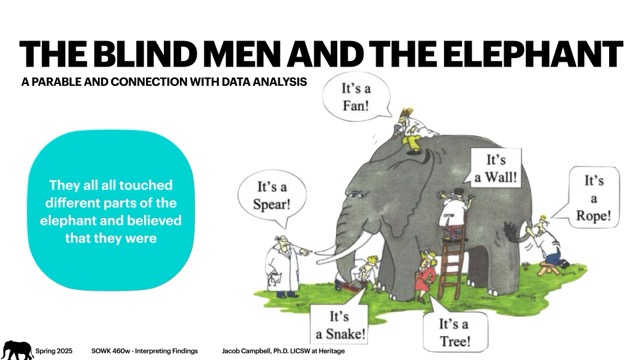 THE BLIND MEN AND THE ELEPHANT
A PARABLE AND CONNECTION WITH DATA ANALYSIS
It's a
Fan!
It's
a Wall!
It's a
Spear!
It's
a
Rope!
They all all touched
different parts of the
elephant and believed
that they were
It's
a Snake!
It's a
Tree!
Spring 2025
SOWK 460w - Interpreting Findings
Jacob Campbell, Ph.D. LICSW at Heritage